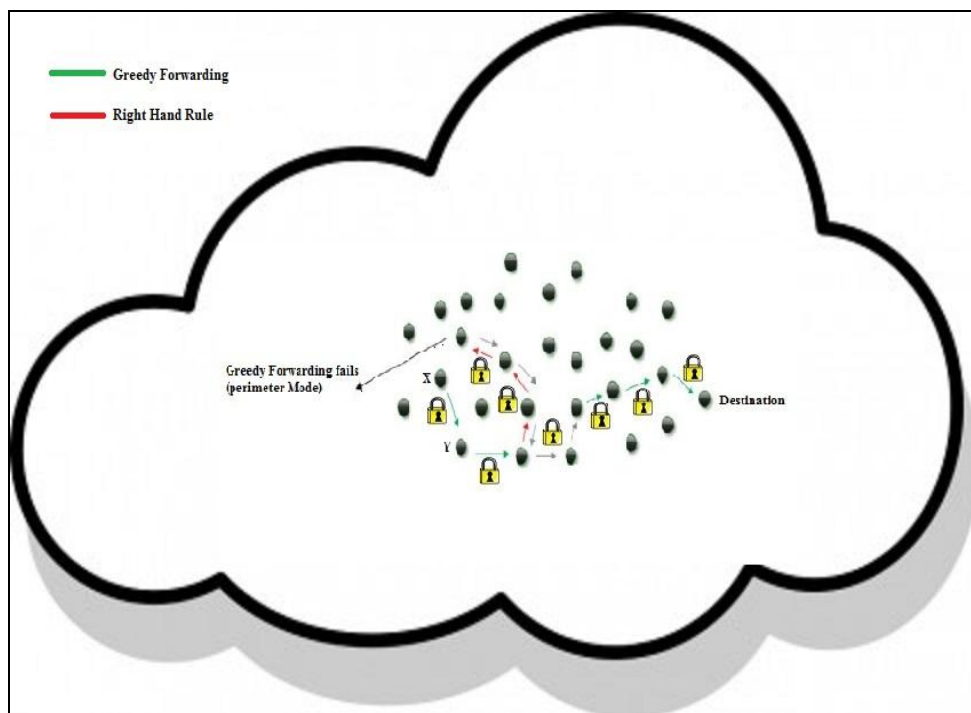 Greedy Forwarding
Right Hand Rule
Greedy Forwarding fails
(perimeter Mode)
X
Y
Destination